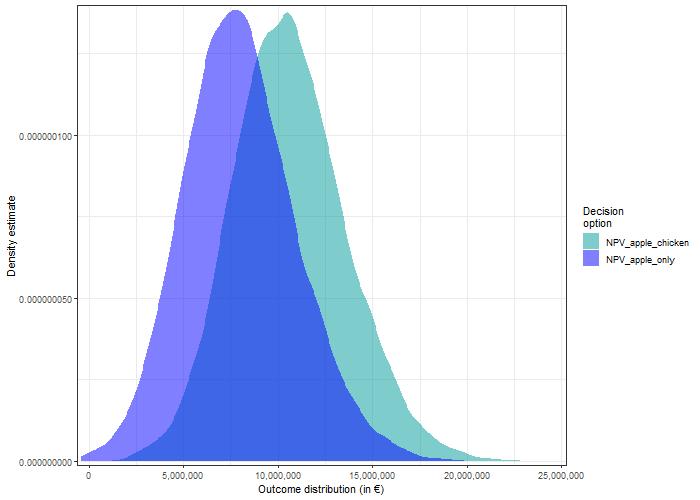 0.000000100
0.000000050
0.000000000
Density estimate
0
5,000,000
10,000,000
15,000,000
20,000,000
25,000,000
Outcome distribution (in €)
Decision
option
NPV_apple_chicken
NPV_apple_only